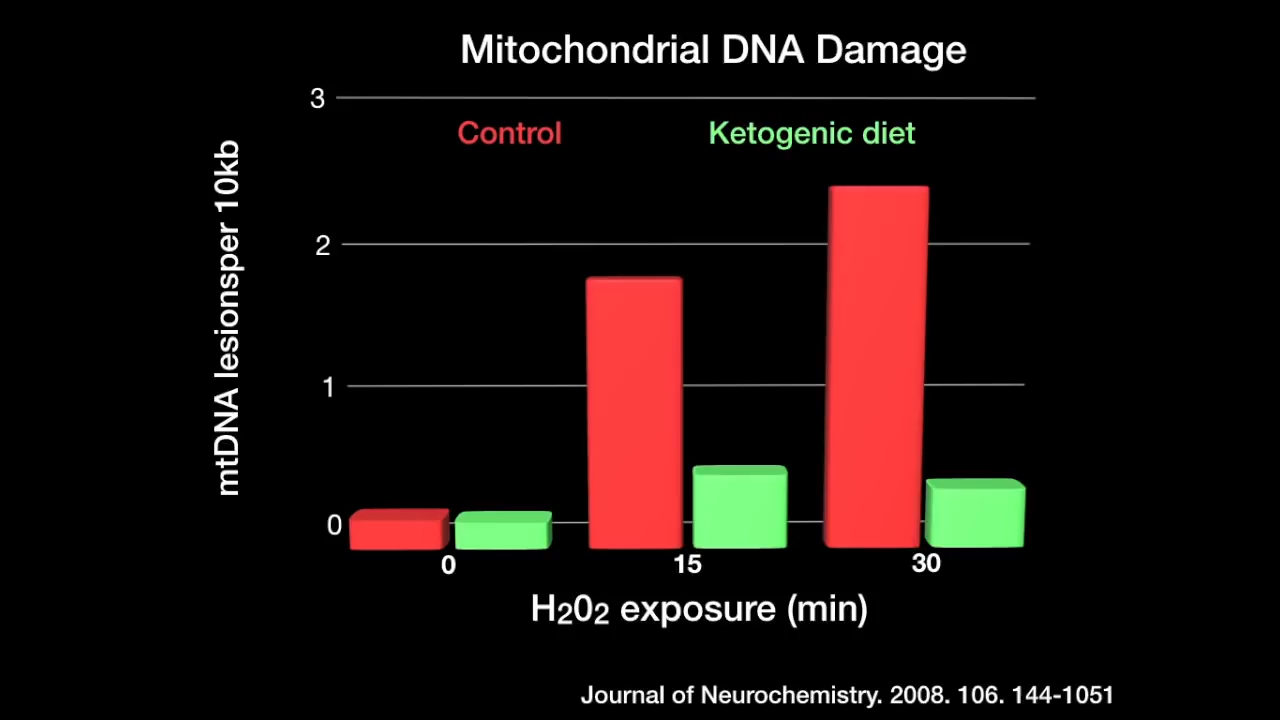 Mitochondrial DNA Damage
3
Control
Ketogenic diet
mtDNA lesionsper 10kb
2
1
0
0
15
30
H202 exposure (min)
Journal of Neurochemistry. 2008. 106. 144-1051